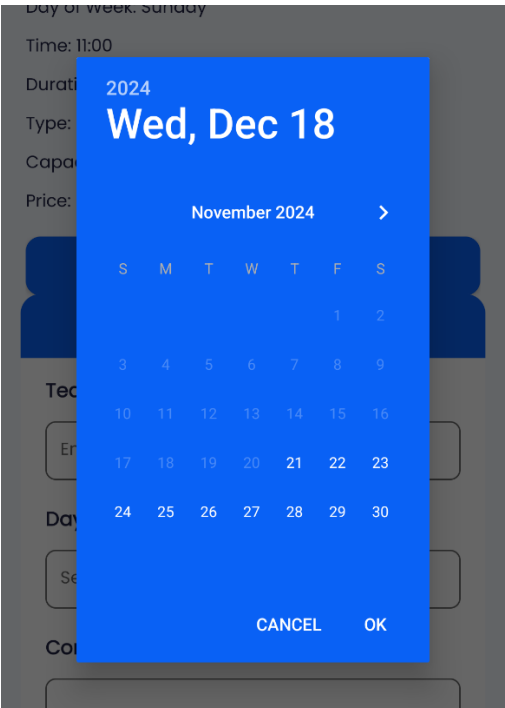 Day of Week: Sunday
Time: 11:00
Durati
Type:
Capa
Price:
2024
Wed, Dec 18
November 2024
S M T W T F S
1 2
3 4 5 6 7 8 9
10 11 12 13 14 15 16
17 18 19 20 21 22 23
24 25 26 27 28 29 30
CANCEL OK
Tea
En
Day
Se
Co